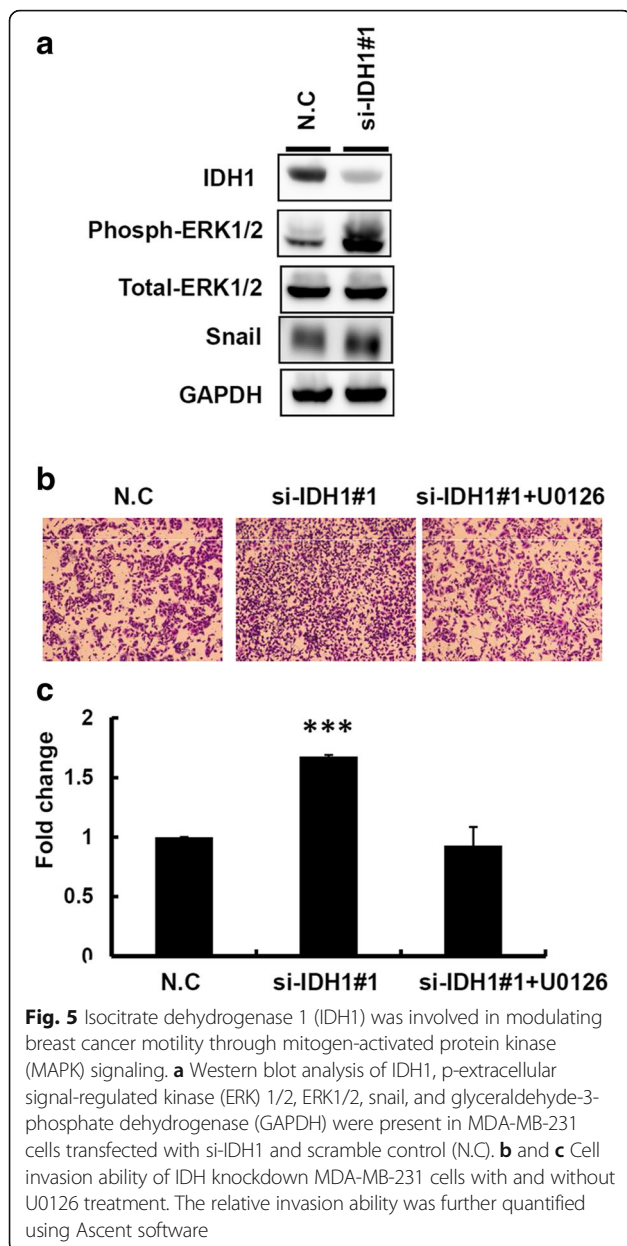 a
N.C si-IDH1#1
IDH1
Phosph-ERK1/2
Total-ERK1/2
Snail
GAPDH
b
N.C si-IDH1#1 si-IDH1#1+U0126
c
Fold change
2
1.5
1
0.5
0
***
N.C si-IDH1#1 si-IDH1#1+U0126
Fig. 5 Isocitrate dehydrogenase 1 (IDH1) was involved in modulating
breast cancer motility through mitogen-activated protein kinase
(MAPK) signaling. a Western blot analysis of IDH1, p-extracellular
signal-regulated kinase (ERK) 1/2, ERK1/2, snail, and glyceraldehyde-3-
phosphate dehydrogenase (GAPDH) were present in MDA-MB-231
cells transfected with si-IDH1 and scramble control (N.C). b and c Cell
invasion ability of IDH knockdown MDA-MB-231 cells with and without
U0126 treatment. The relative invasion ability was further quantified
using Ascent software